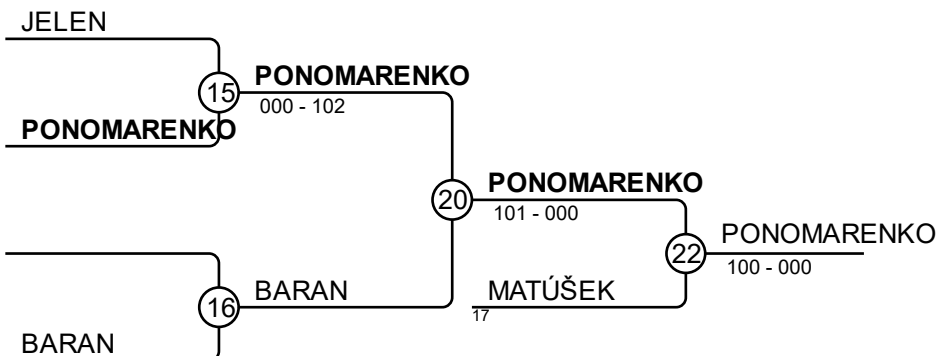 JELEN
15
PONOMARENKO
000 - 102
PONOMARENKO
20
PONOMARENKO
101 - 000
22
PONOMARENKO
100 - 000
16
BARAN
MATÚŠEK
17
BARAN